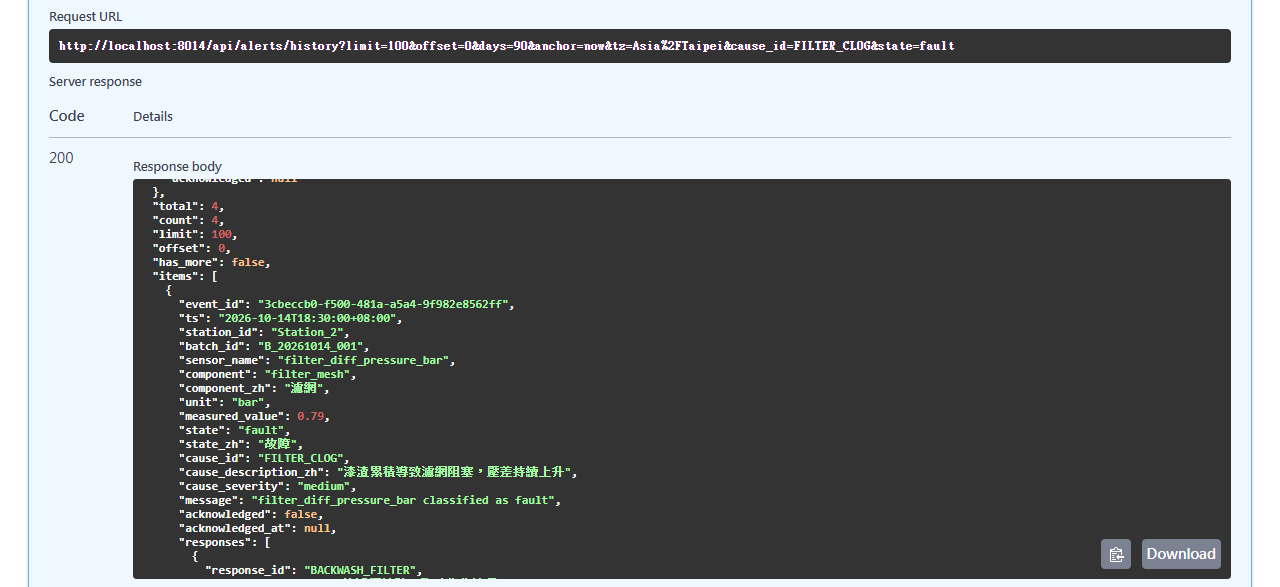 Request URL
http://localhost:8014/api/alerts/history?limit=100&offset=0&days=90&anchor=now&tz=Asia%2FTaipei&cause_id=FILTER_CLOG&state=fault
Server response
Code Details
200
Response body
"acknowledged": null
},
"total": 4,
"count": 4,
"limit": 100,
"offset": 0,
"has_more": false,
"items": [
{
"event_id": "3cbeccb0-f500-481a-a5a4-9f982e8562ff",
"ts": "2026-10-14T18:30:00+08:00",
"station_id": "Station_2",
"batch_id": "B_20261014_001",
"sensor_name": "filter_diff_pressure_bar",
"component": "filter_mesh",
"component_zh": "濾網",
"unit": "bar",
"measured_value": 0.79,
"state": "fault",
"state_zh": "故障",
"cause_id": "FILTER_CLOG",
"cause_description_zh": "漆渣累積導致濾網阻塞，壓差持續上升",
"cause_severity": "medium",
"message": "filter_diff_pressure_bar classified as fault",
"acknowledged": false,
"acknowledged_at": null,
"responses": [
{
"response_id": "BACKWASH_FILTER",
Download